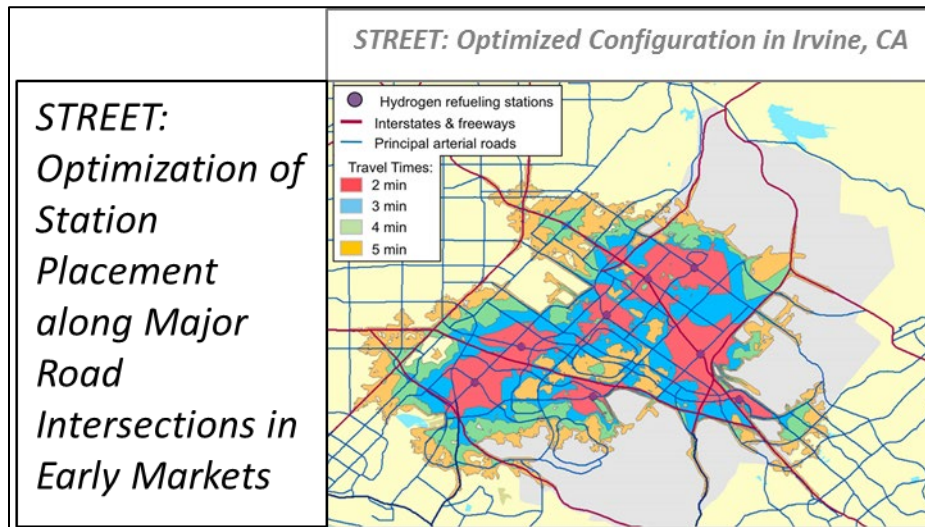 STREET: Optimized Configuration in Irvine, CA
STREET:
Optimization of
Station
Placement
along Major
Road
Intersections in
Early Markets
Hydrogen refueling stations
Interstates & freeways
Principal arterial roads
Travel Times:
2 min
3 min
4 min
5 min